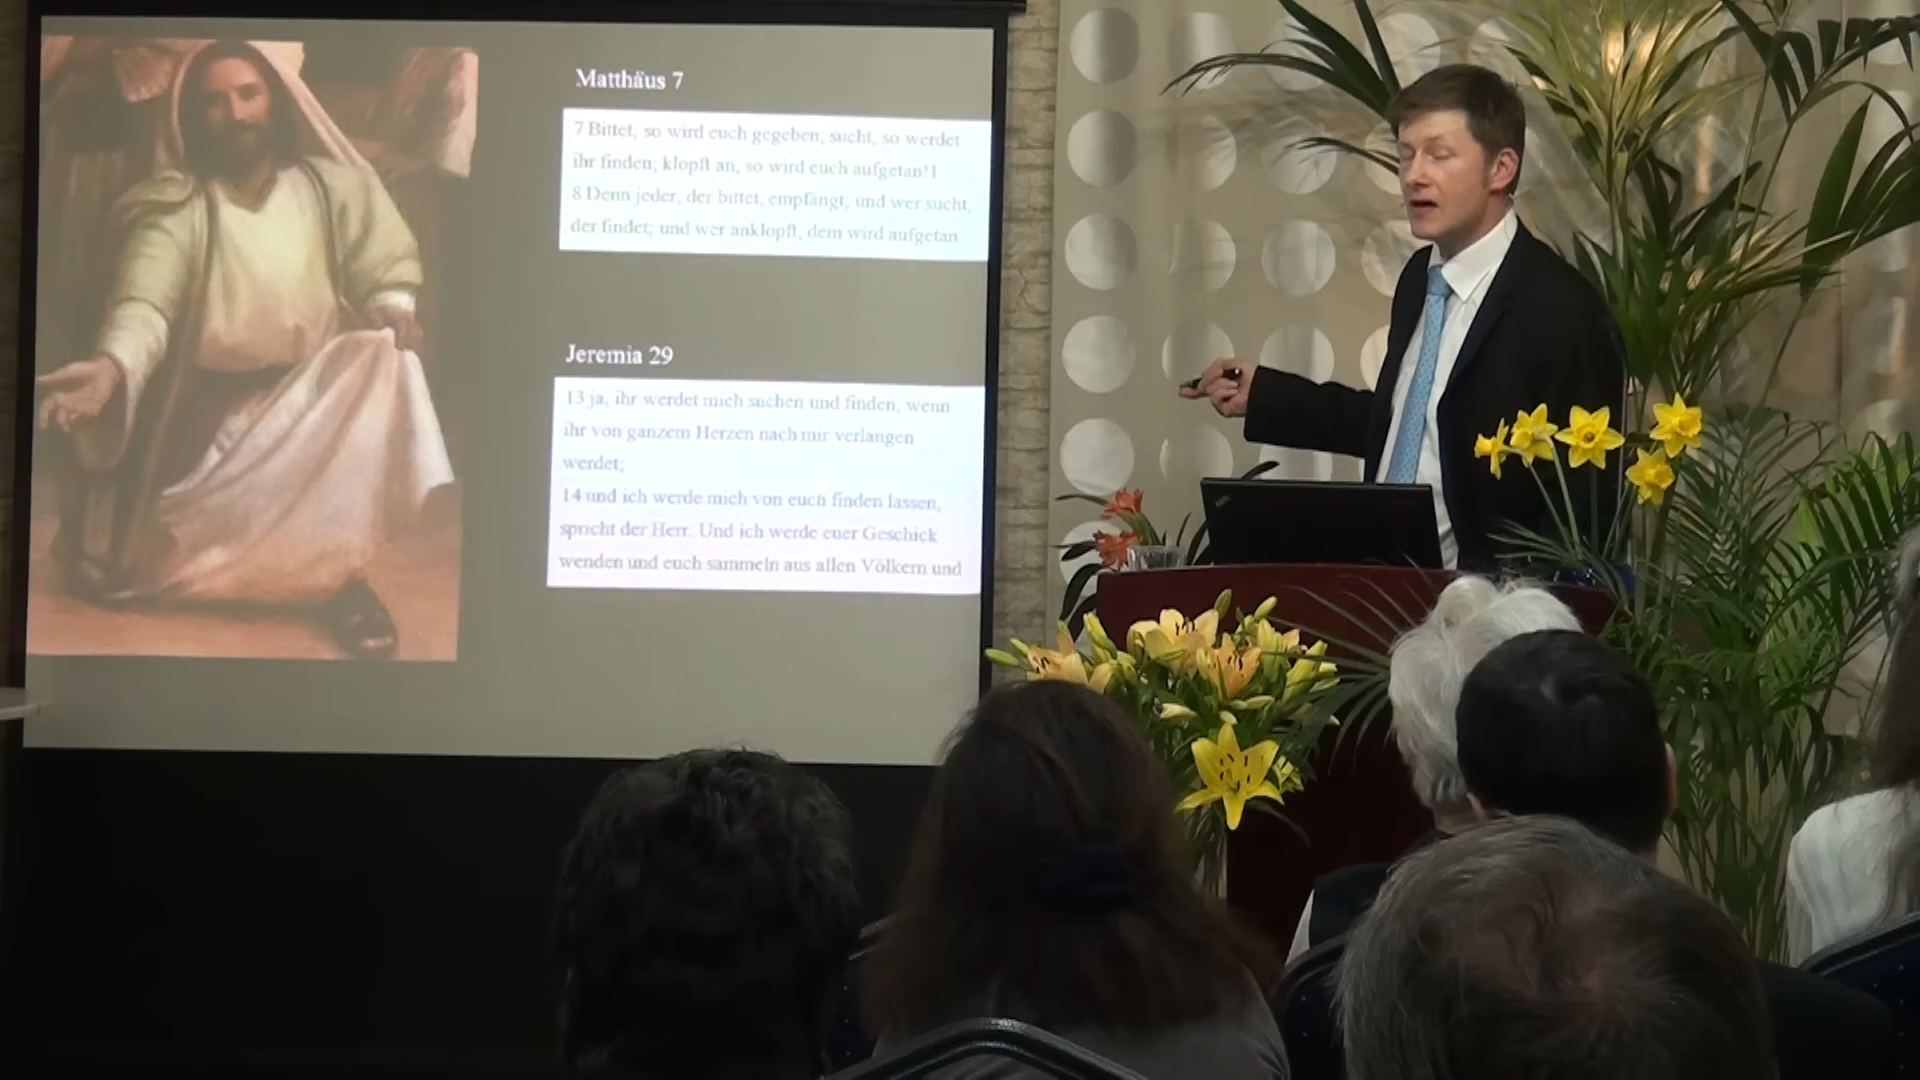 Matthäus 7
7 Bittet, so wird euch gegeben; sucht, so werdet
ihr finden; klopft an, so wird euch aufgetan!1
8 Denn jeder, der bittet, empfängt; und wer sucht,
der findet; und wer anklopft, dem wird aufgetan.
Jeremia 29
13 ja, ihr werdet mich suchen und finden, wenn
ihr von ganzem Herzen nach mir verlangen
werdet;
14 und ich werde mich von euch finden lassen,
spricht der Herr. Und ich werde euer Geschick
wenden und euch sammeln aus allen Völkern und